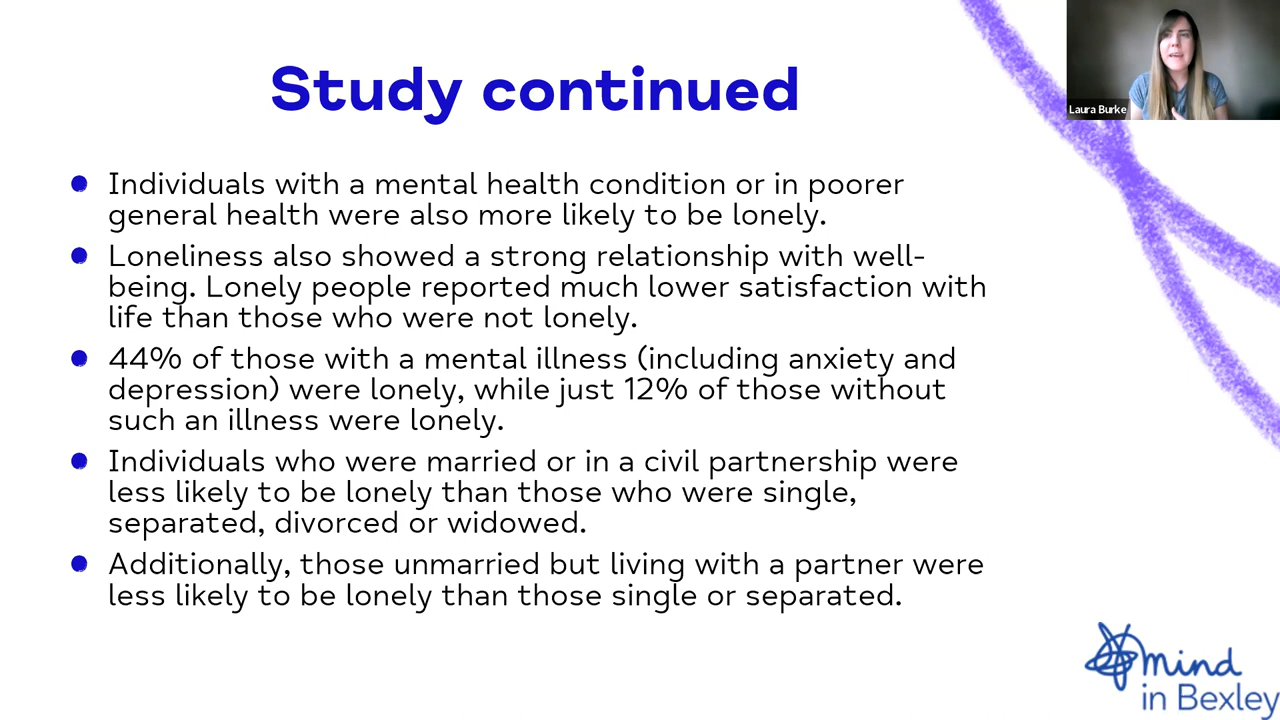 Study continued
Laura Burke
Individuals with a mental health condition or in poorer
general health were also more likely to be lonely.
Loneliness also showed a strong relationship with well-
being. Lonely people reported much lower satisfaction with
life than those who were not lonely.
44% of those with a mental illness (including anxiety and
depression) were lonely, while just 12% of those without
such an illness were lonely.
Individuals who were married or in a civil partnership were
less likely to be lonely than those who were single,
separated, divorced or widowed.
Additionally, those unmarried but living with a partner were
less likely to be lonely than those single or separated.
mind
in Bexley